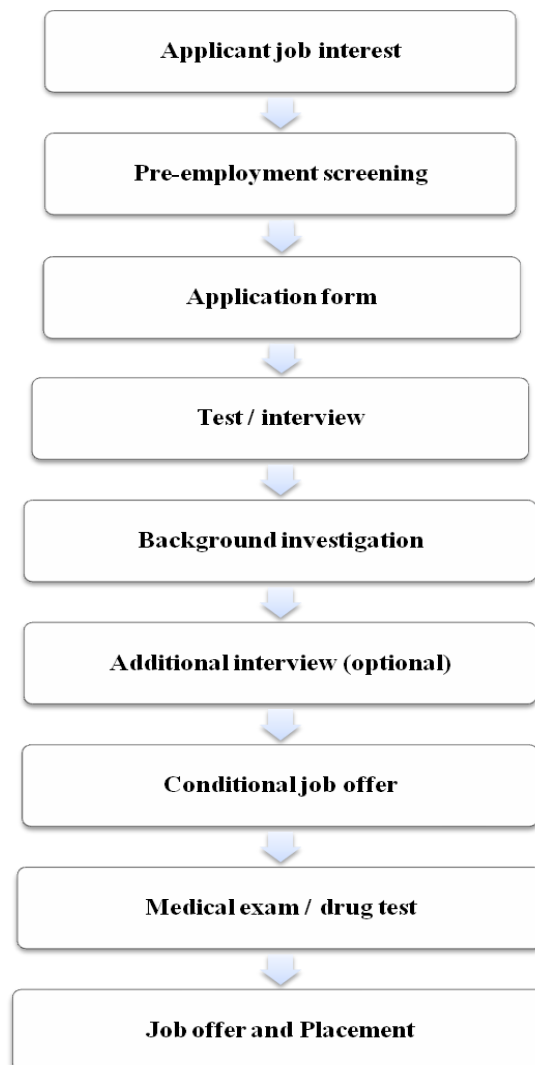 Applicant job interest
Pre-employment screening
Application form
Test / interview
Background investigation
Additional interview (optional)
Conditional job offer
Medical exam / drug test
Job offer and Placement